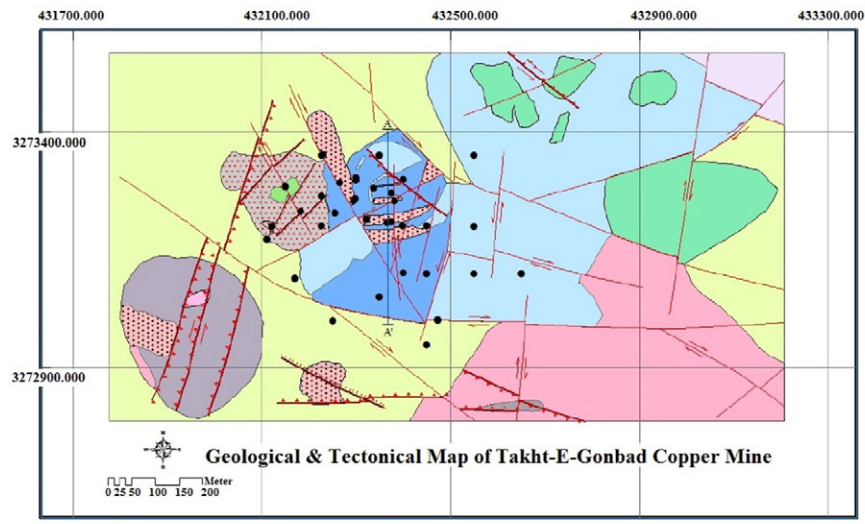 431700.000 432100.000 432500.000 432900.000 433300.000
3273400.000
A
A'
3272900.000
Geological & Tectonical Map of Takht-E-Gonbad Copper Mine
Meter
0 25 50 100 150 200